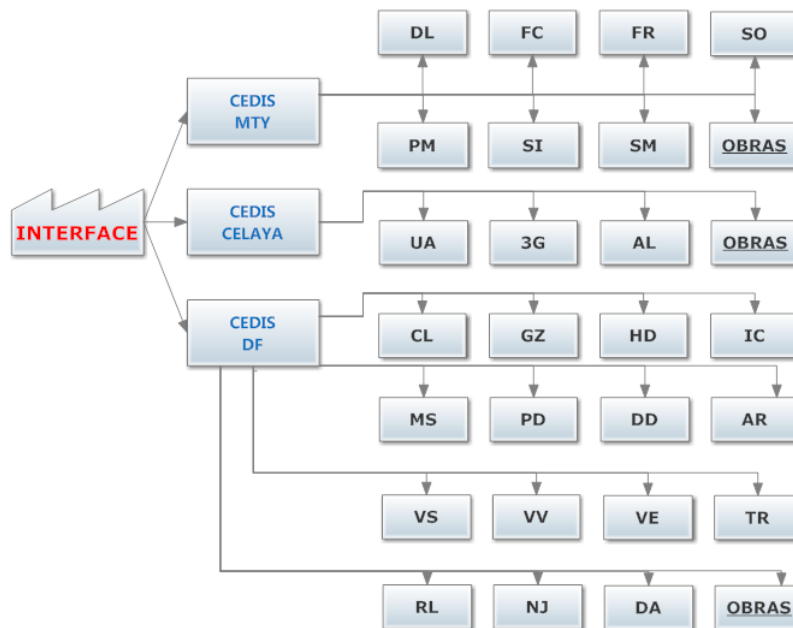 DL FC FR SO
CEDIS
MTY
PM SI SM OBRAS
INTERFACE
CEDIS
CELAYA
UA 3G AL OBRAS
CEDIS
DF
CL GZ HD IC
MS PD DD AR
VS VV VE TR
RL NJ DA OBRAS